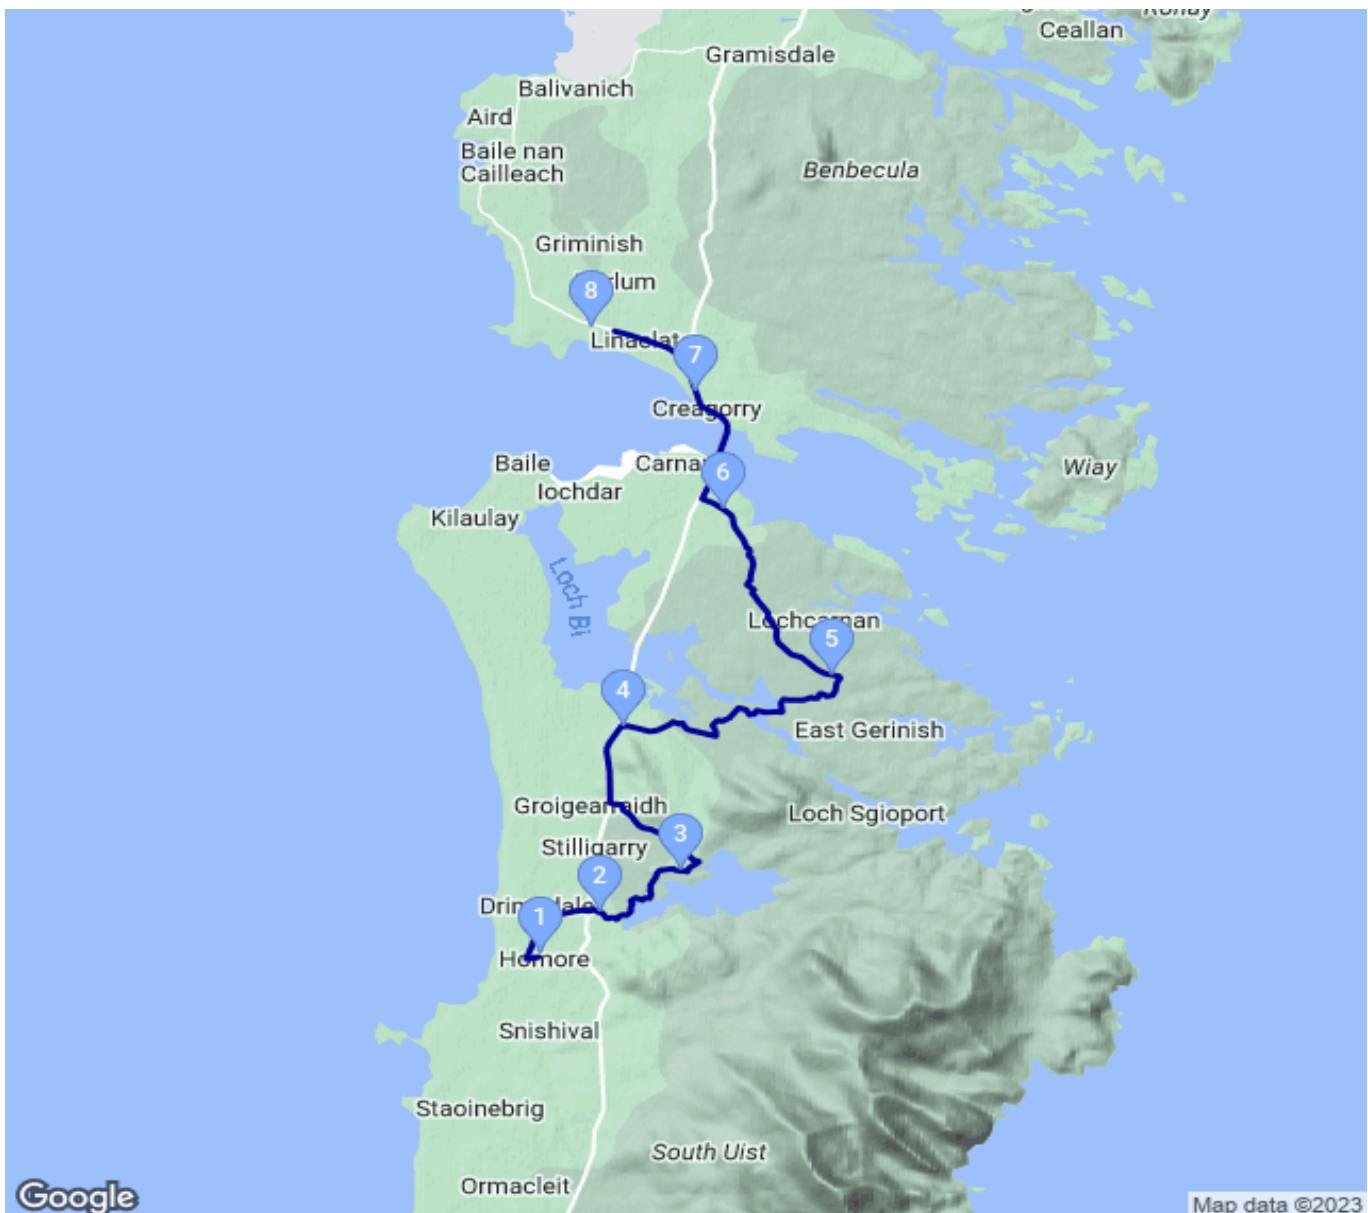 Ceallan
Gramisdale
Balivanich
Aird
Baile nan
Cailleach
Benbecula
Griminish
8
7
Creagorry
Baile
6
Wiay
Iochdar
Kilaulay
Loch Bi
5
4
East Gerinish
Groigearraidh
Loch Sgioport
3
Stilligarry
2
1
Homore
Snishival
Staoinebrig
South Uist
Ormacleit
Google
Map data ©2023